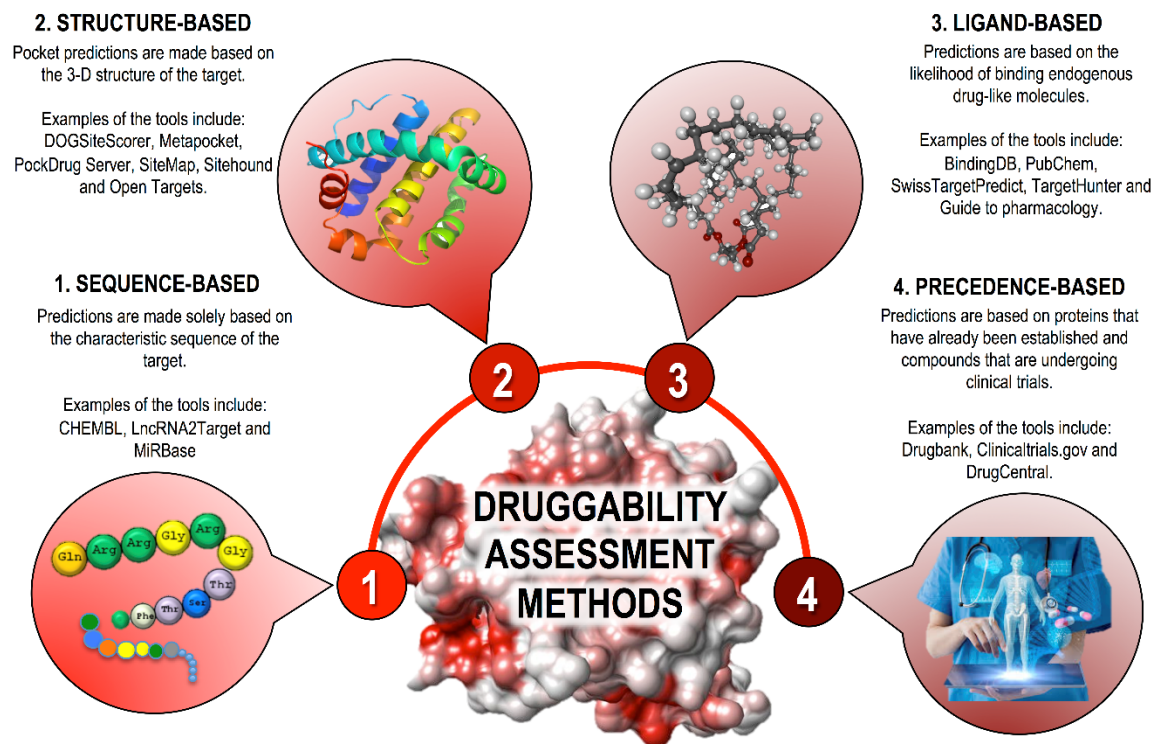 2. STRUCTURE-BASED
Pocket predictions are made based on
the 3-D structure of the target.
Examples of the tools include:
DOGSiteScorer, Metapocket,
PockDrug Server, SiteMap, Sitehound
and Open Targets.
3. LIGAND-BASED
Predictions are based on the
likelihood of binding endogenous
drug-like molecules.
Examples of the tools include:
BindingDB, PubChem,
SwissTargetPredict, TargetHunter and
Guide to pharmacology.
1. SEQUENCE-BASED
Predictions are made solely based on
the characteristic sequence of the
target.
Examples of the tools include:
CHEMBL, LncRNA2Target and
MiRBase
4. PRECEDENCE-BASED
Predictions are based on proteins that
have already been established and
compounds that are undergoing
clinical trials.
Examples of the tools include:
Drugbank, Clinicaltrials.gov and
DrugCentral.
2
3
1
4
DRUGGABILITY
ASSESSMENT
METHODS
Gln
Arg
Arg
Gly
Arg
Gly
Thr
Ser
Thr
Phe